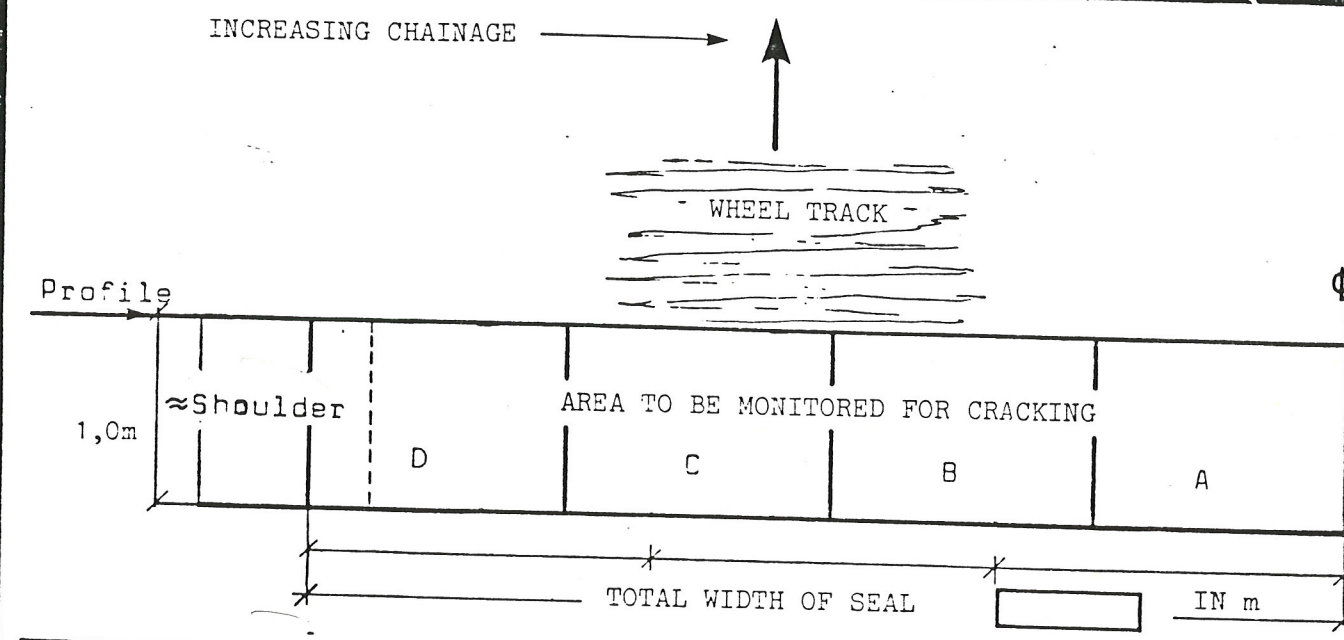 INCREASING CHAINAGE
- WHEEL TRACK -
Profile
≈Shoulder
AREA TO BE MONITORED FOR CRACKING
1,0m
D
C
B
A
TOTAL WIDTH OF SEAL
IN m